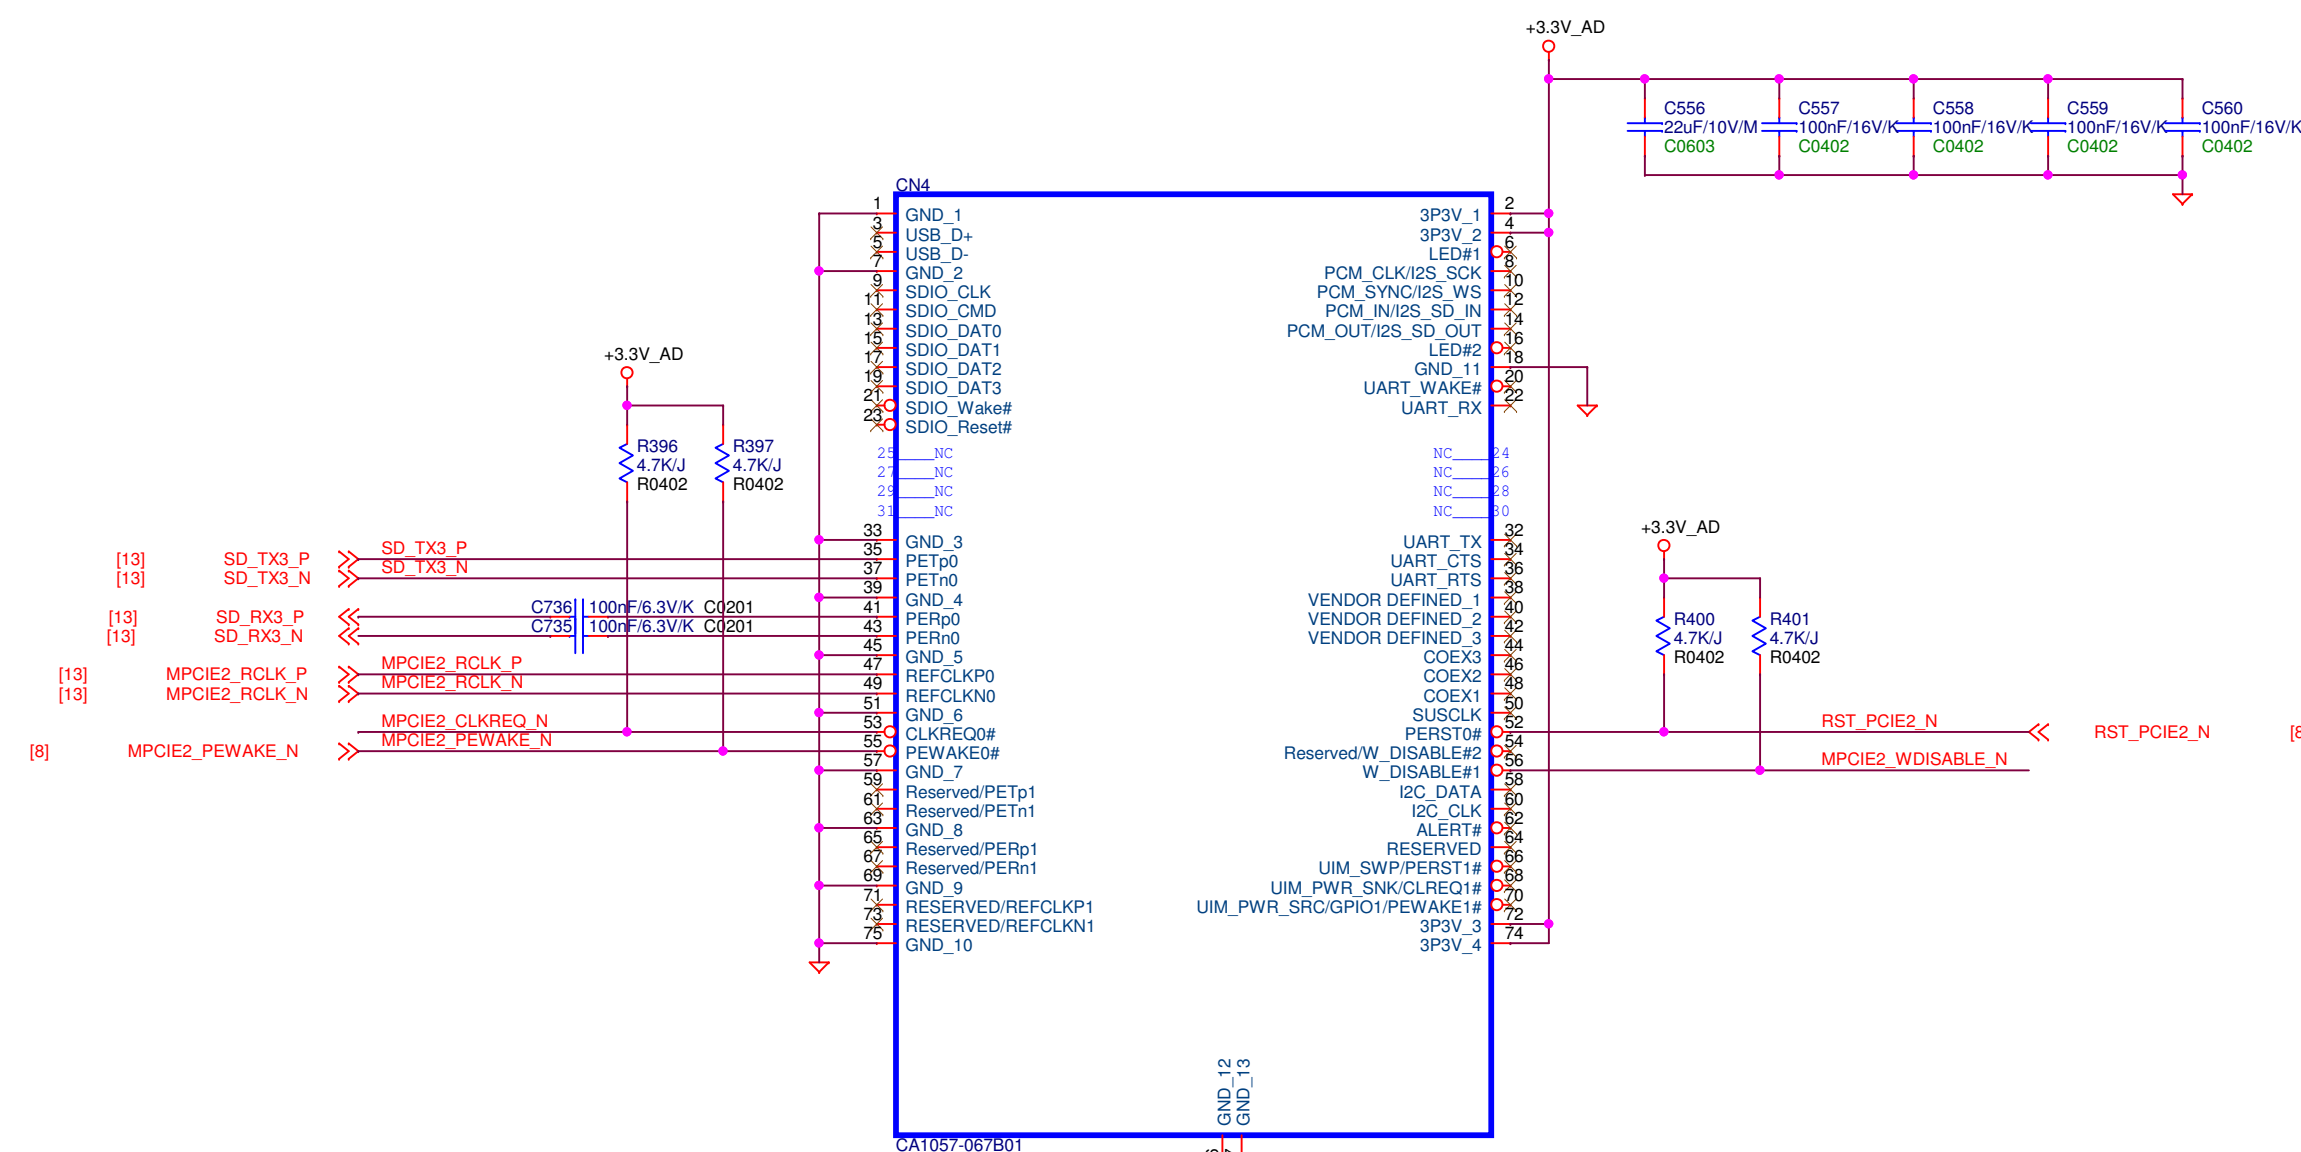 +3.3V_AD
C556
22uF/10V/M
C0603
C557
100nF/16V/K
C0402
C558
100nF/16V/K
C0402
C559
100nF/16V/K
C0402
C560
100nF/16V/K
C0402
CN4
1 GND_1
3 USB_D+
5 USB_D-
7 GND_2
9 SDIO_CLK
11 SDIO_CMD
13 SDIO_DAT0
15 SDIO_DAT1
17 SDIO_DAT2
19 SDIO_DAT3
21 SDIO_Wake#
23 SDIO_Reset#
25 NC
27 NC
29 NC
31 NC
33 GND_3
35 PETp0
37 PETn0
39 GND_4
41 PERp0
43 PERn0
45 GND_5
47 REFCLKP0
49 REFCLKN0
51 GND_6
53 CLKREQ0#
55 PEWAKE0#
57 GND_7
59 Reserved/PETp1
61 Reserved/PETn1
63 GND_8
65 Reserved/PERp1
67 Reserved/PERn1
69 GND_9
71 RESERVED/REFCLKP1
73 RESERVED/REFCLKN1
75 GND_10
3P3V_1 2
3P3V_2 4
LED#1 6
PCM_CLK/I2S_SCK 8
PCM_SYNC/I2S_WS 10
PCM_IN/I2S_SD_IN 12
PCM_OUT/I2S_SD_OUT 14
LED#2 16
GND_11 18
UART_WAKE# 20
UART_RX 22
NC 24
NC 26
NC 28
NC 30
UART_TX 32
UART_CTS 34
UART_RTS 36
VENDOR DEFINED_1 38
VENDOR DEFINED_2 40
VENDOR DEFINED_3 42
COEX3 44
COEX2 46
COEX1 48
SUSCLK 50
PERST0# 52
Reserved/W_DISABLE#2 54
W_DISABLE#1 56
I2C_DATA 58
I2C_CLK 60
ALERT# 62
RESERVED 64
UIM_SWP/PERST1# 66
UIM_PWR_SNK/CLREQ1# 68
UIM_PWR_SRC/GPIO1/PEWAKE1# 70
3P3V_3 72
3P3V_4 74
GND_12
GND_13
CA1057-067B01
+3.3V_AD
R396
4.7K/J
R0402
R397
4.7K/J
R0402
[13] SD_TX3_P SD_TX3_P
[13] SD_TX3_N SD_TX3_N
[13] SD_RX3_P C736 100nF/6.3V/K C0201
[13] SD_RX3_N C735 100nF/6.3V/K C0201
[13] MPCIE2_RCLK_P MPCIE2_RCLK_P
[13] MPCIE2_RCLK_N MPCIE2_RCLK_N
MPCIE2_CLKREQ_N
[8] MPCIE2_PEWAKE_N MPCIE2_PEWAKE_N
+3.3V_AD
R400
4.7K/J
R0402
R401
4.7K/J
R0402
RST_PCIE2_N RST_PCIE2_N [8
MPCIE2_WDISABLE_N